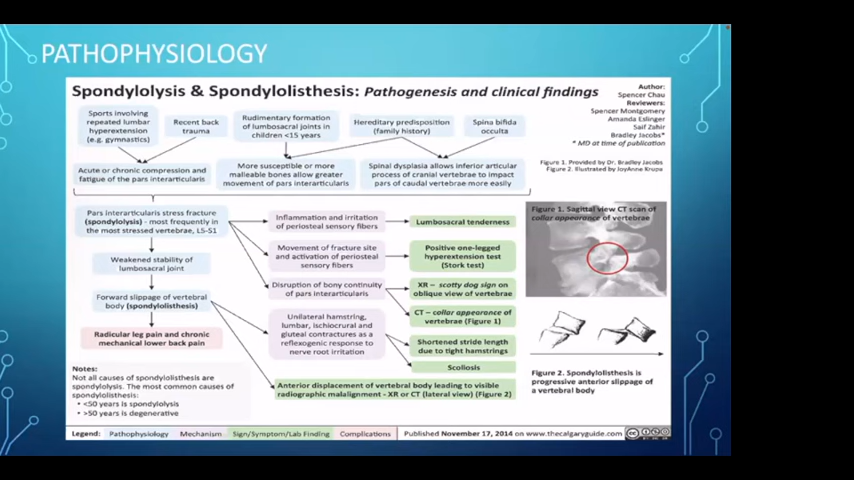 PATHOPHYSIOLOGY
Spondylolysis & Spondylolisthesis: Pathogenesis and clinical findings
Author:
Spencer Chau
Reviewers:
Spencer Montgomery
Amanda Eslinger
Saif Zahir
Bradley Jacobs*
* MD at time of publication
Sports involving
repeated lumbar
hyperextension
(e.g. gymnastics)
Recent back
trauma
Rudimentary formation
of lumbosacral joints in
children <15 years
Hereditary predisposition
(family history)
Spina bifida
occulta
Acute or chronic compression and
fatigue of the pars interarticularis
More susceptible or more
malleable bones allow greater
movement of pars interarticularis
Spinal dysplasia allows inferior articular
process of cranial vertebrae to impact
pars of caudal vertebrae more easily
Figure 1. Provided by Dr. Bradley Jacobs
Figure 2. Illustrated by JoyAnne Krupa
Pars interarticularis stress fracture
(spondylolysis) - most frequently in
the most stressed vertebrae, L5-S1
Weakened stability of
lumbosacral joint
Forward slippage of vertebral
body (spondylolisthesis)
Radicular leg pain and chronic
mechanical lower back pain
Inflammation and irritation
of periosteal sensory fibers
Movement of fracture site
and activation of periosteal
sensory fibers
Disruption of bony continuity
of pars interarticularis
Unilateral hamstring,
lumbar, ischiocrural and
gluteal contractures as a
reflexogenic response to
nerve root irritation
Lumbosacral tenderness
Positive one-legged
hyperextension test
(Stork test)
XR – scotty dog sign on
oblique view of vertebrae
CT – collar appearance of
vertebrae (Figure 1)
Shortened stride length
due to tight hamstrings
Scoliosis
Anterior displacement of vertebral body leading to visible
radiographic malalignment - XR or CT (lateral view) (Figure 2)
Figure 1. Sagittal view CT scan of
collar appearance of vertebrae
Figure 2. Spondylolisthesis is
progressive anterior slippage of
a vertebral body
Notes:
Not all causes of spondylolisthesis are
spondylolysis. The most common causes of
spondylolisthesis:
• <50 years is spondylolysis
• >50 years is degenerative
Legend: Pathophysiology Mechanism Sign/Symptom/Lab Finding Complications Published November 17, 2014 on www.thecalgaryguide.com